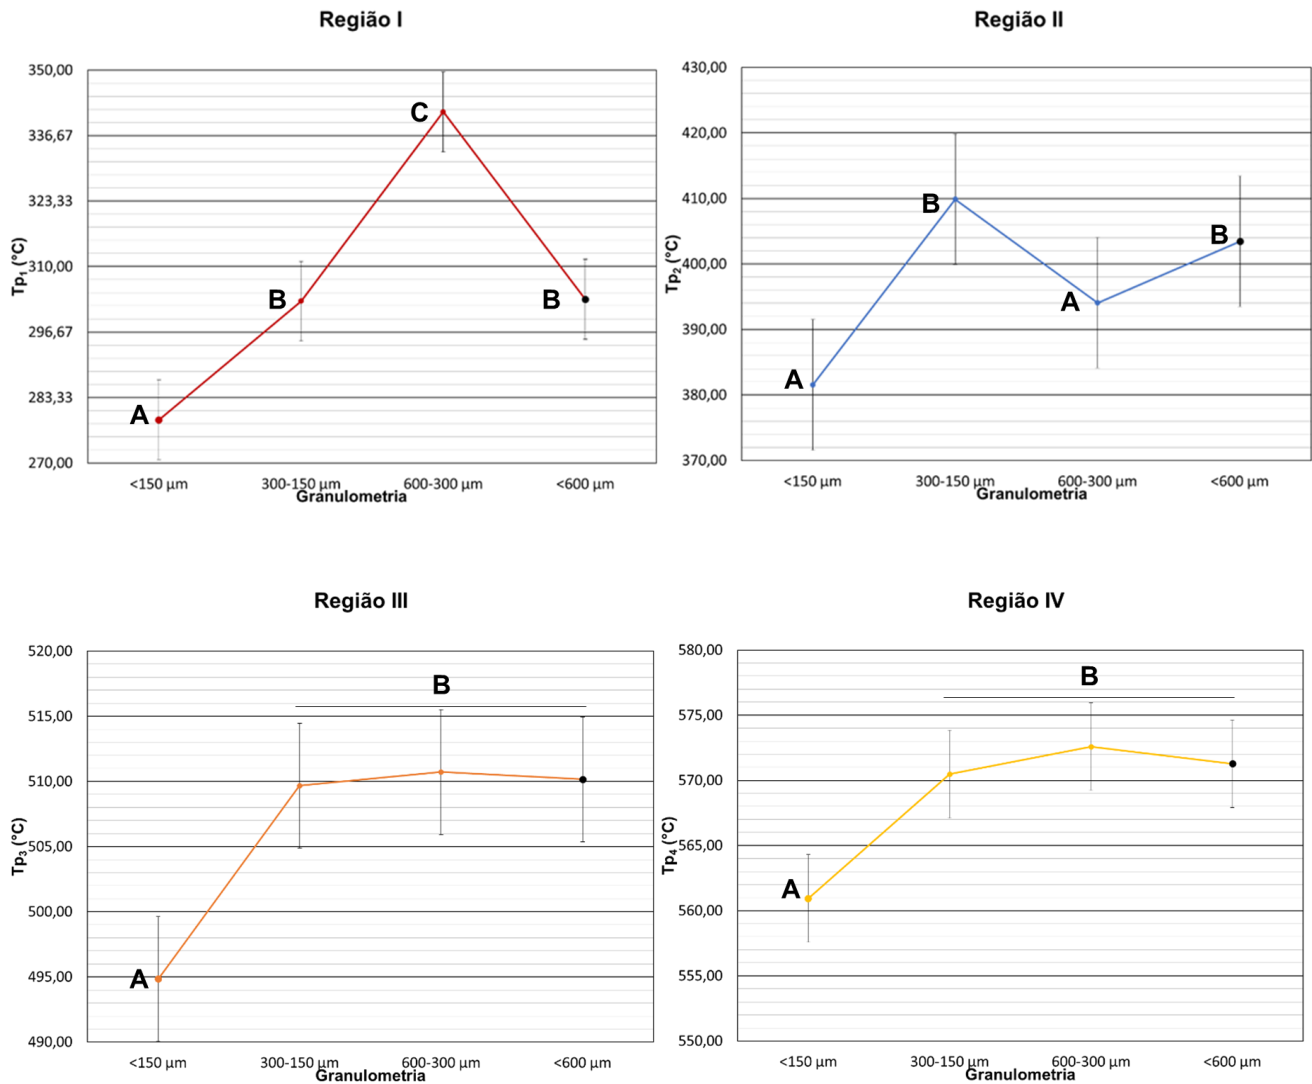 Região I
350,00
336,67
323,33
310,00
296,67
283,33
270,00
Tp1 (°C)
A
B
C
B
<150 µm
300-150 µm
600-300 µm
<600 µm
Granulometria
Região II
430,00
420,00
410,00
400,00
390,00
380,00
370,00
Tp2 (°C)
A
B
A
B
<150 µm
300-150 µm
600-300 µm
<600 µm
Granulometria
Região III
520,00
515,00
510,00
505,00
500,00
495,00
490,00
Tp3 (°C)
A
B
<150 µm
300-150 µm
600-300 µm
<600 µm
Granulometria
Região IV
580,00
575,00
570,00
565,00
560,00
555,00
550,00
Tp4 (°C)
A
B
<150 µm
300-150 µm
600-300 µm
<600 µm
Granulometria